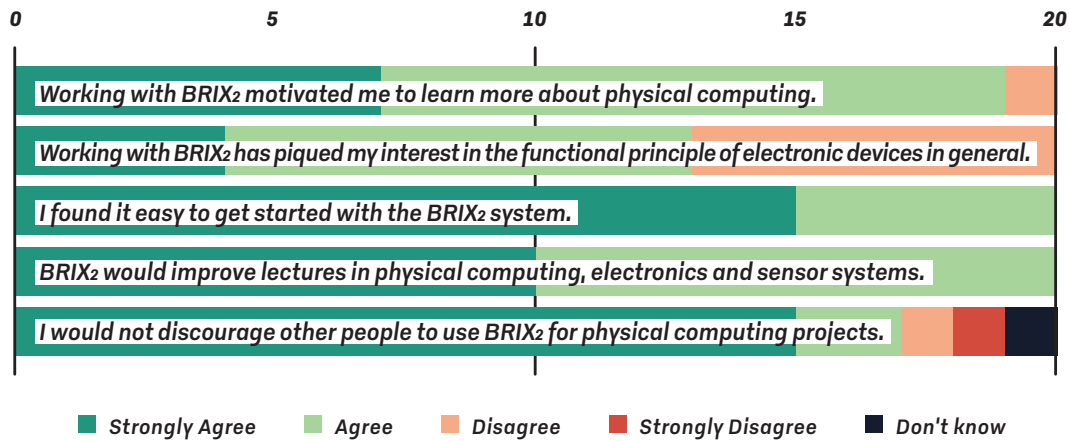 0 5 10 15 20
Working with BRIX₂ motivated me to learn more about physical computing.
Working with BRIX₂ has piqued my interest in the functional principle of electronic devices in general.
I found it easy to get started with the BRIX₂ system.
BRIX₂ would improve lectures in physical computing, electronics and sensor systems.
I would not discourage other people to use BRIX₂ for physical computing projects.
Strongly Agree Agree Disagree Strongly Disagree Don't know